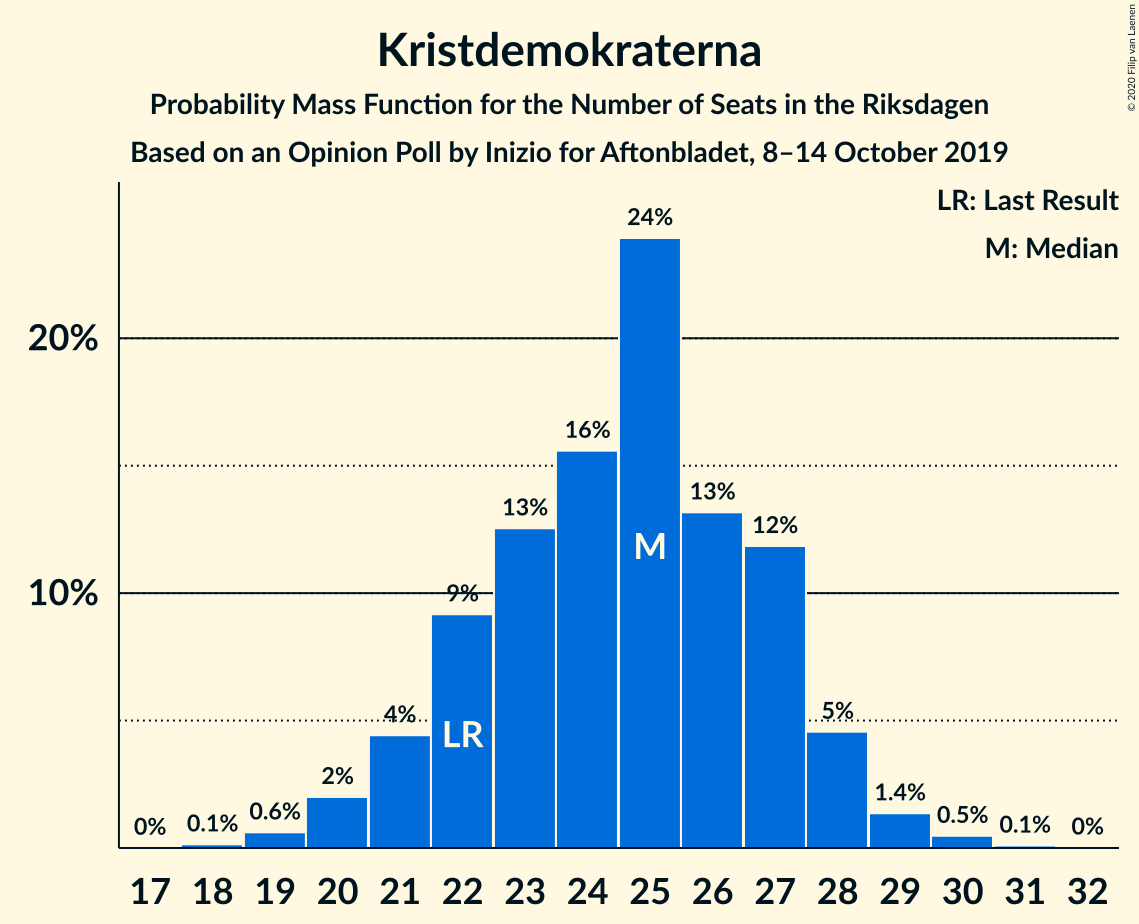 Kristdemokraterna
Probability Mass Function for the Number of Seats in the Riksdagen
Based on an Opinion Poll by Inizio for Aftonbladet, 8–14 October 2019
© 2020 Filip van Laenen
LR: Last Result
M: Median
24%
20%
16%
13%
13%
12%
M
10%
9%
4%
LR
5%
2%
0%
0.1%
0.6%
1.4%
0.5%
0.1%
0%
17 18 19 20 21 22 23 24 25 26 27 28 29 30 31 32